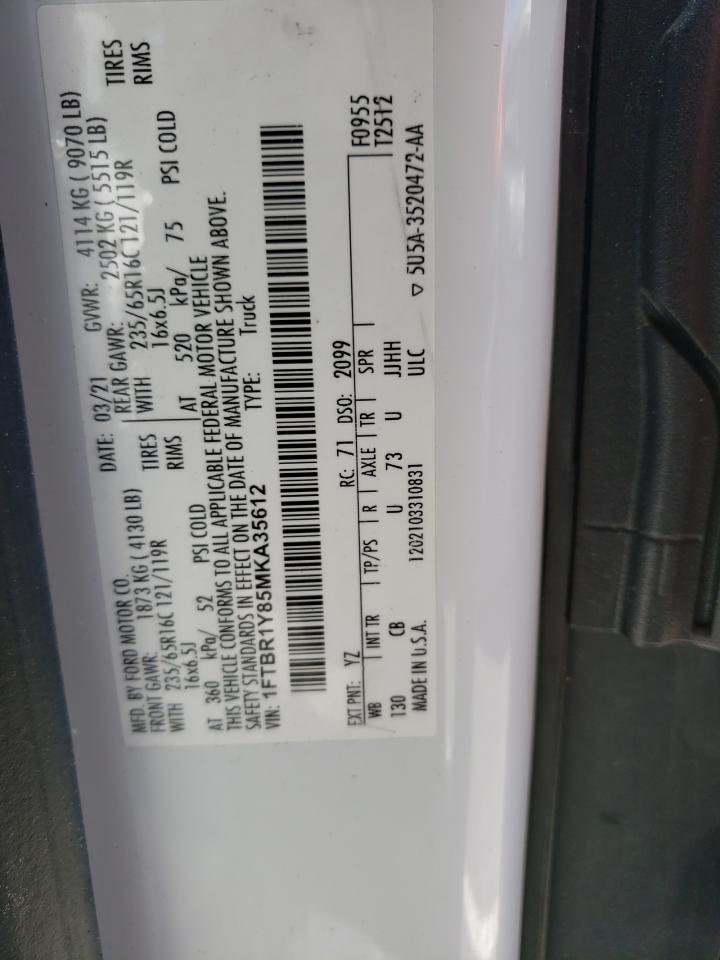 MFD. BY FORD MOTOR CO. DATE: 03/21 GVWR: 4114 KG ( 9070 LB)
FRONT GAWR: 1873 KG ( 4130 LB) REAR GAWR: 2502 KG ( 5515 LB)
WITH 235/65R16C 121/119R TIRES WITH 235/65R16C 121/119R TIRES
16x6.5J RIMS 16x6.5J RIMS
AT 360 kPa/ 52 PSI COLD AT 520 kPa/ 75 PSI COLD
THIS VEHICLE CONFORMS TO ALL APPLICABLE FEDERAL MOTOR VEHICLE
SAFETY STANDARDS IN EFFECT ON THE DATE OF MANUFACTURE SHOWN ABOVE.
VIN: 1FTBR1Y85MKA35612 TYPE: Truck
EXT PNT: YZ RC: 71 DSO: 2099 F0955
WB INT TR TP/PS R AXLE TR SPR T2512
130 CB U 73 U JJHH
MADE IN U.S.A. 1202103310831 ULC ▽ 5U5A-3520472-AA